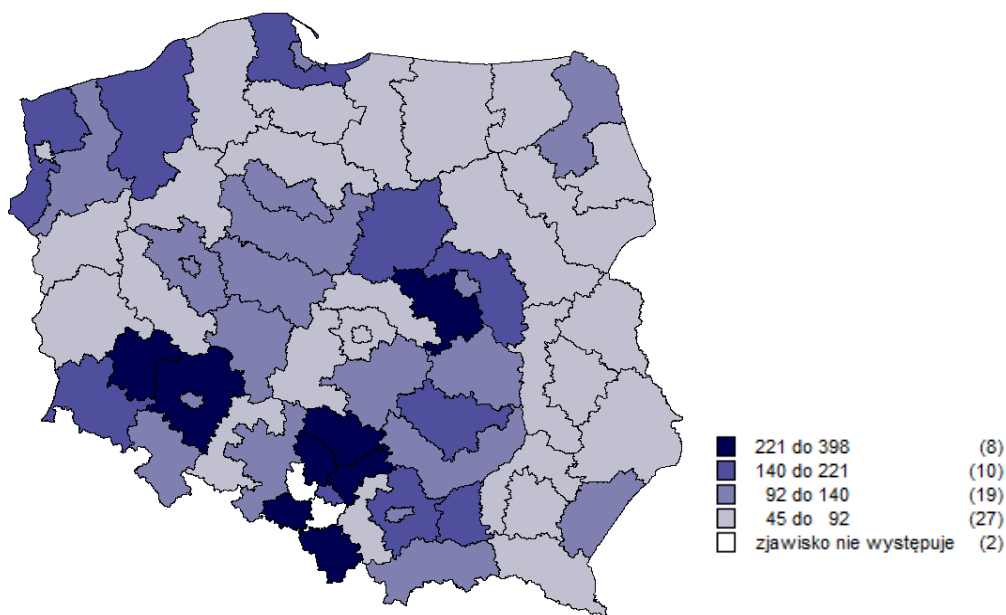 221 do 398 (8)
140 do 221 (10)
92 do 140 (19)
45 do 92 (27)
zjawisko nie występuje (2)